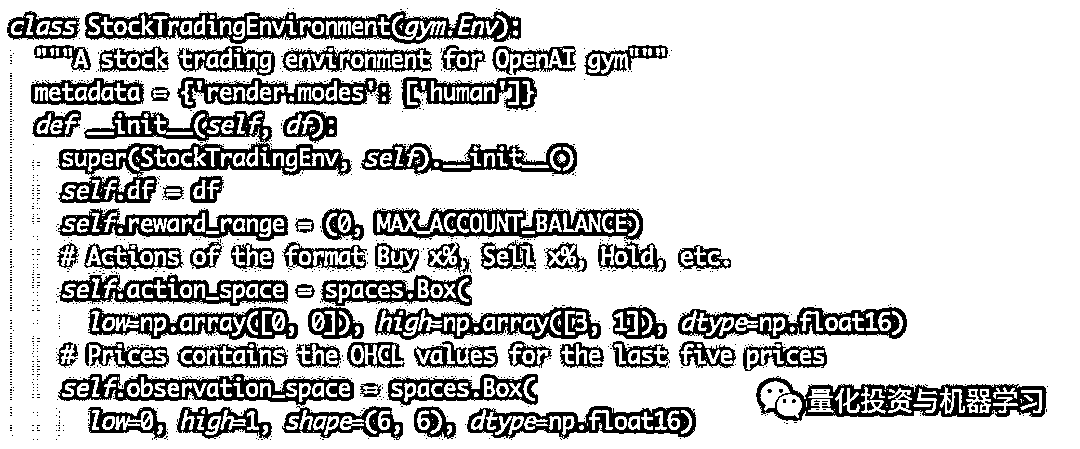 class StockTradingEnvironment(gym.Env):
"""A stock trading environment for OpenAI gym"""
metadata = {'render.modes': ['human']}
def __init__(self, df):
super(StockTradingEnv, self).__init__()
self.df = df
self.reward_range = (0, MAX_ACCOUNT_BALANCE)
# Actions of the format Buy x%, Sell x%, Hold, etc.
self.action_space = spaces.Box(
low=np.array([0, 0]), high=np.array([3, 1]), dtype=np.float16)
# Prices contains the OHCL values for the last five prices
self.observation_space = spaces.Box(
low=0, high=1, shape=(6, 6), dtype=np.float16)
量化投资与机器学习